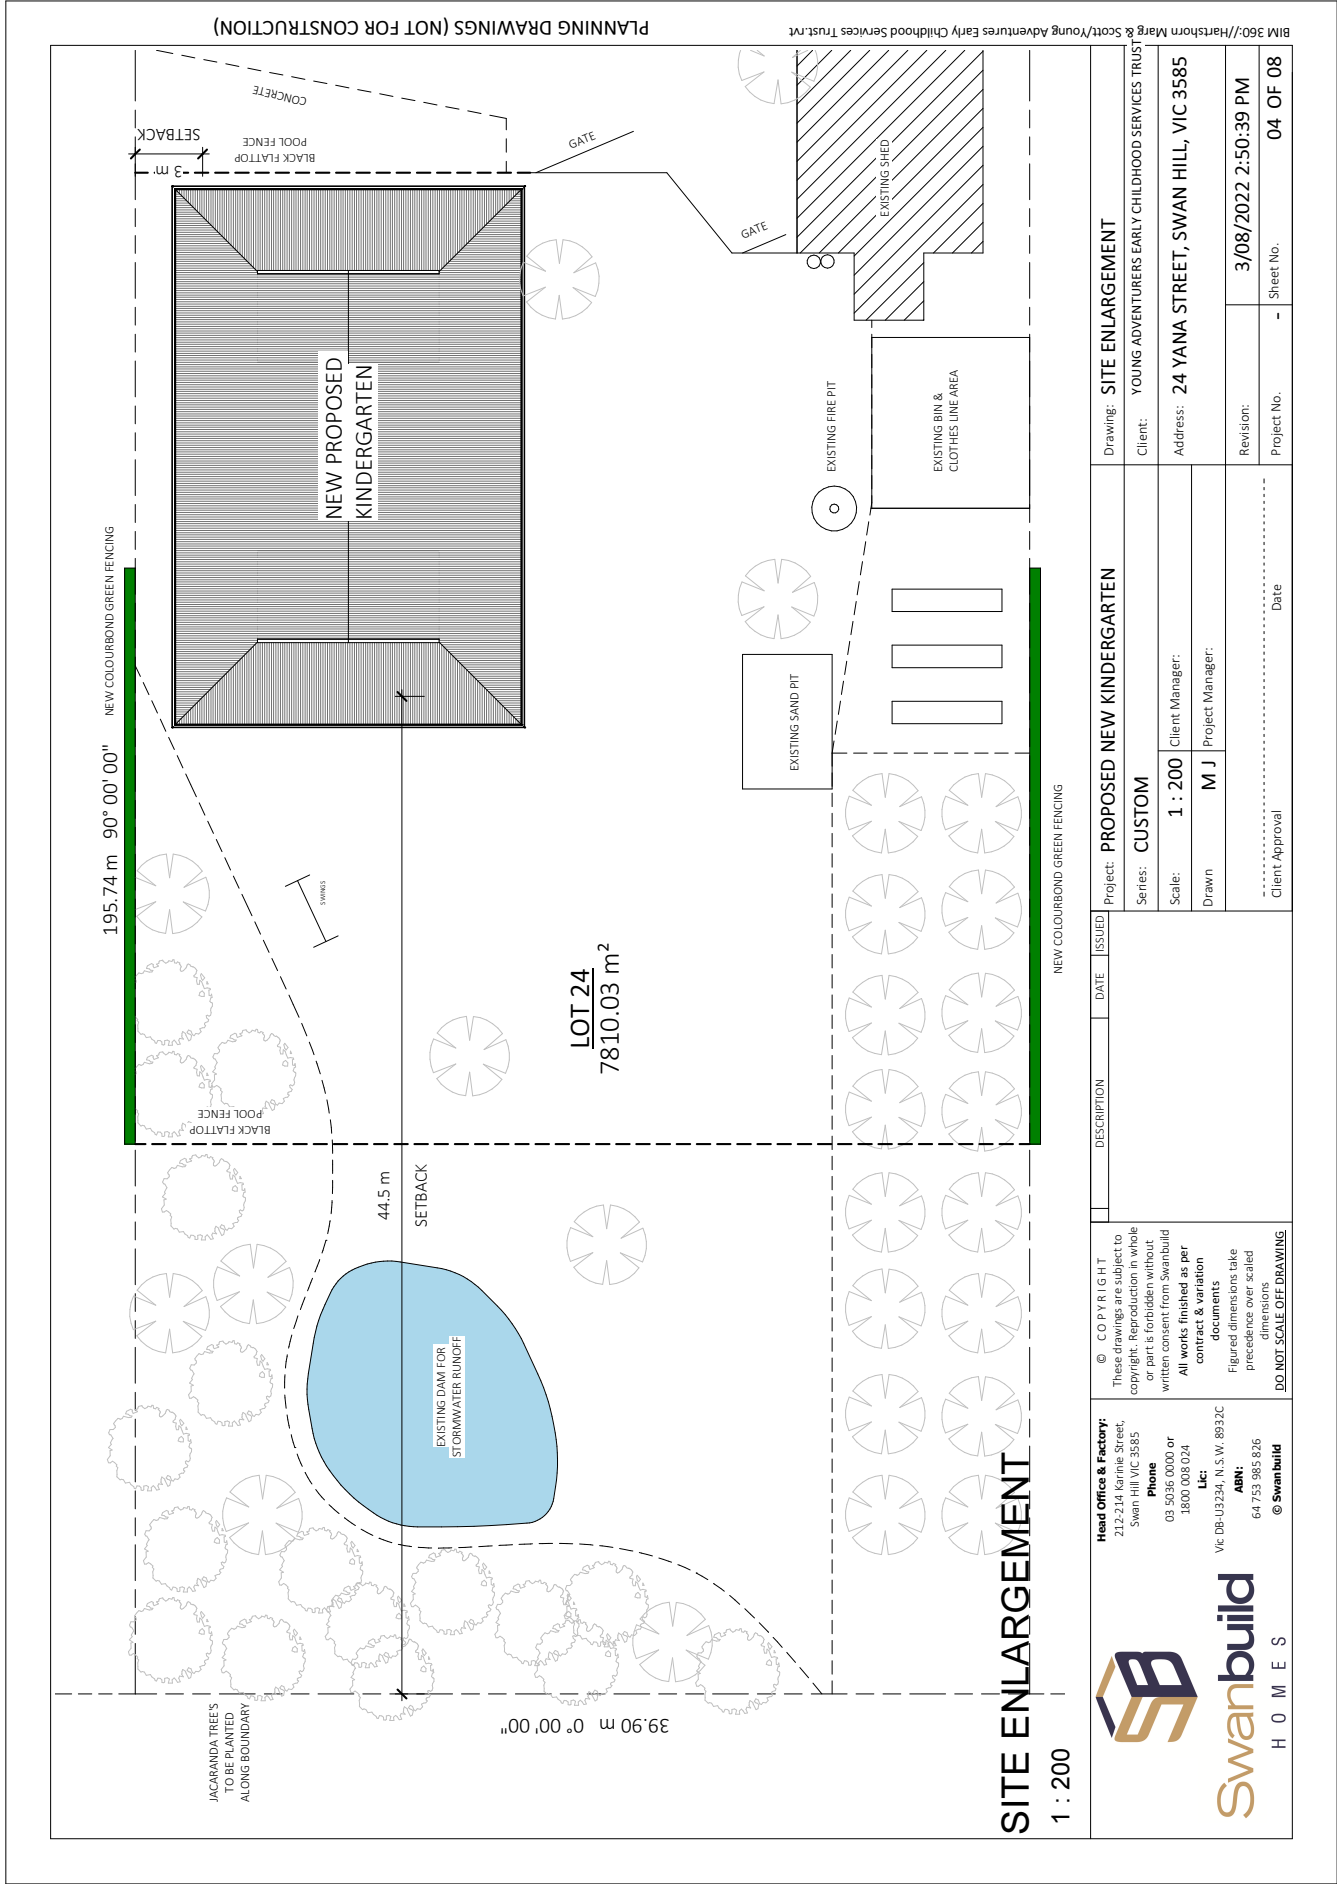 PLANNING DRAWINGS (NOT FOR CONSTRUCTION)
BIM 360://Hartshorn Marg & Scott/Young Adventures Early Childhood Services Trust.rvt
195.74 m 90° 00' 00"
NEW COLOURBOND GREEN FENCING
CONCRETE
SETBACK
3 m
BLACK FLATTOP
POOL FENCE
GATE
GATE
EXISTING SHED
NEW PROPOSED
KINDERGARTEN
EXISTING FIRE PIT
EXISTING BIN &
CLOTHES LINE AREA
EXISTING SAND PIT
SWINGS
LOT 24
7810.03 m²
BLACK FLATTOP
POOL FENCE
44.5 m
SETBACK
EXISTING DAM FOR
STORMWATER RUNOFF
NEW COLOURBOND GREEN FENCING
JACARANDA TREE'S
TO BE PLANTED
ALONG BOUNDARY
39.90 m 0° 00' 00"
SITE ENLARGEMENT
1 : 200
Swanbuild
HOMES
Head Office & Factory:
212-214 Karinie Street,
Swan Hill VIC 3585
Phone
03 5036 0000 or
1800 008 024
Lic:
Vic DB-U3234, N.S.W. 8932C
ABN:
64 753 985 826
© Swanbuild
© COPYRIGHT
These drawings are subject to
copyright. Reproduction in whole
or part is forbidden without
written consent from Swanbuild
All works finished as per
contract & variation
documents
Figured dimensions take
precedence over scaled
dimensions
DO NOT SCALE OFF DRAWING
DESCRIPTION DATE ISSUED
Project: PROPOSED NEW KINDERGARTEN
Series: CUSTOM
Scale: 1 : 200 Client Manager:
Drawn M J Project Manager:
Client Approval Date
Drawing: SITE ENLARGEMENT
Client: YOUNG ADVENTURERS EARLY CHILDHOOD SERVICES TRUST
Address: 24 YANA STREET, SWAN HILL, VIC 3585
Revision: 3/08/2022 2:50:39 PM
Project No. - Sheet No. 04 OF 08